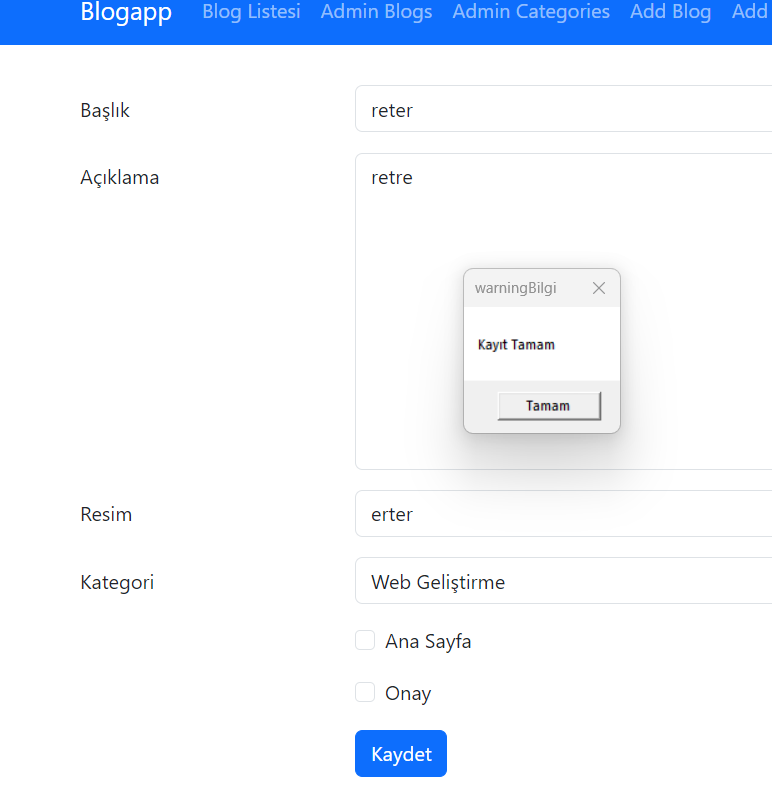 Blogapp Blog Listesi Admin Blogs Admin Categories Add Blog Add
Başlık reter
Açıklama retre
warningBilgi
Kayıt Tamam
Tamam
Resim erter
Kategori Web Geliştirme
Ana Sayfa
Onay
Kaydet